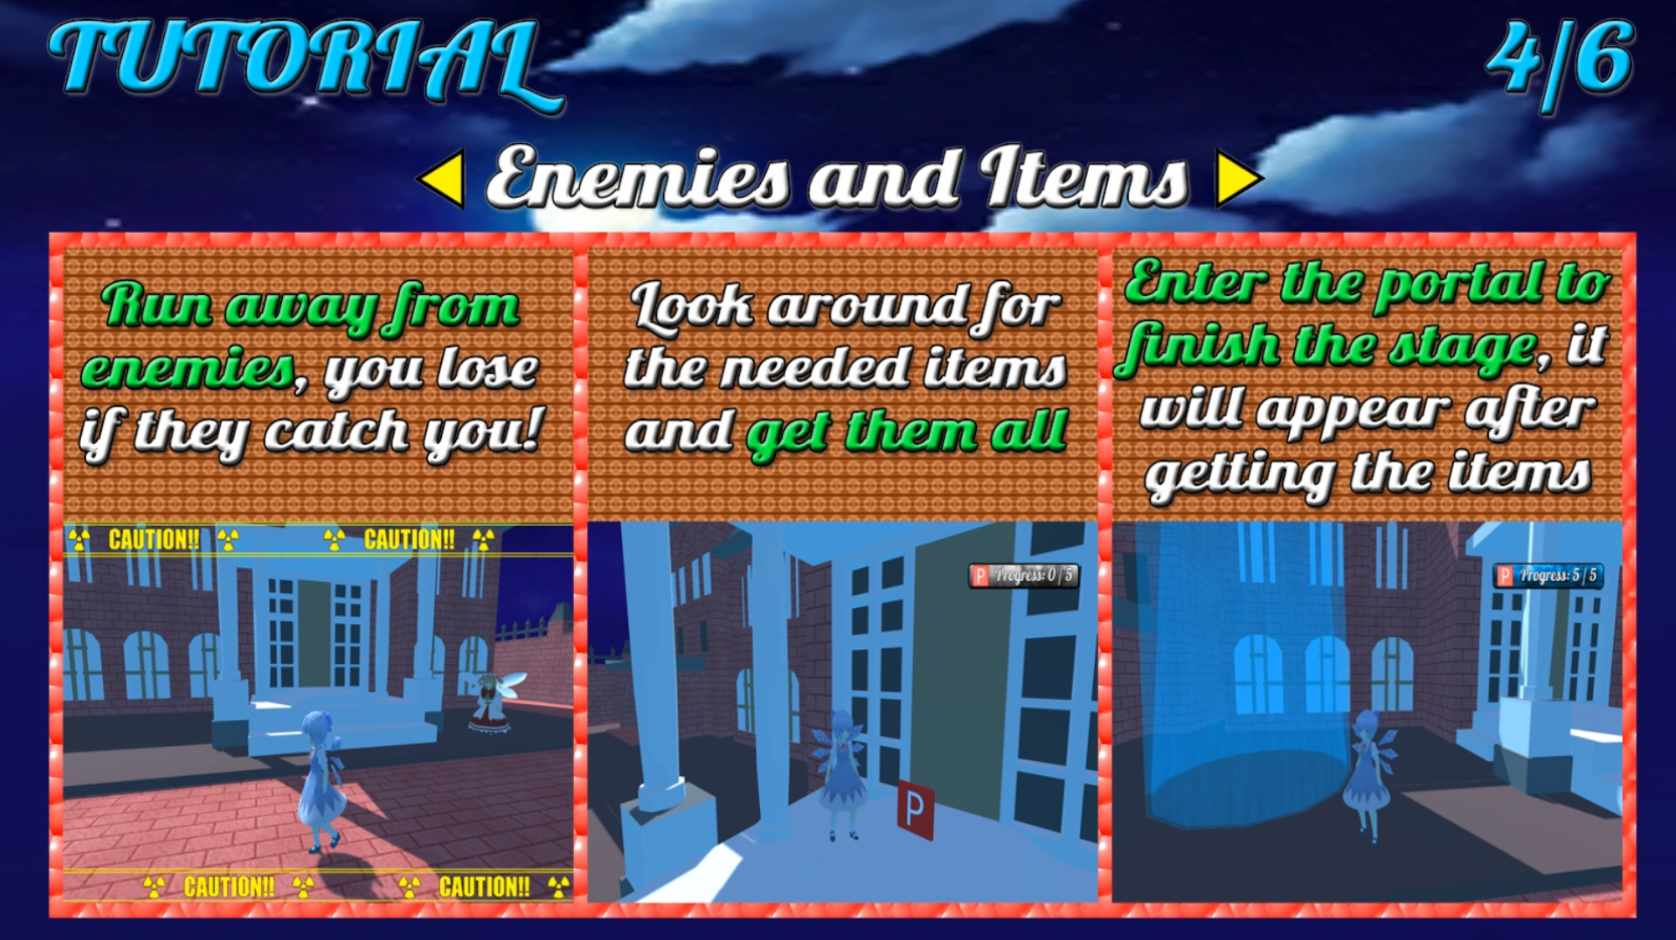 TUTORIAL
4/6
Enemies and Items
Run away from
enemies, you lose
if they catch you!
Look around for
the needed items
and get them all
Enter the portal to
finish the stage, it
will appear after
getting the items
CAUTION!! CAUTION!!
CAUTION!! CAUTION!!
P Progress: 0 / 5
P
P Progress: 5 / 5